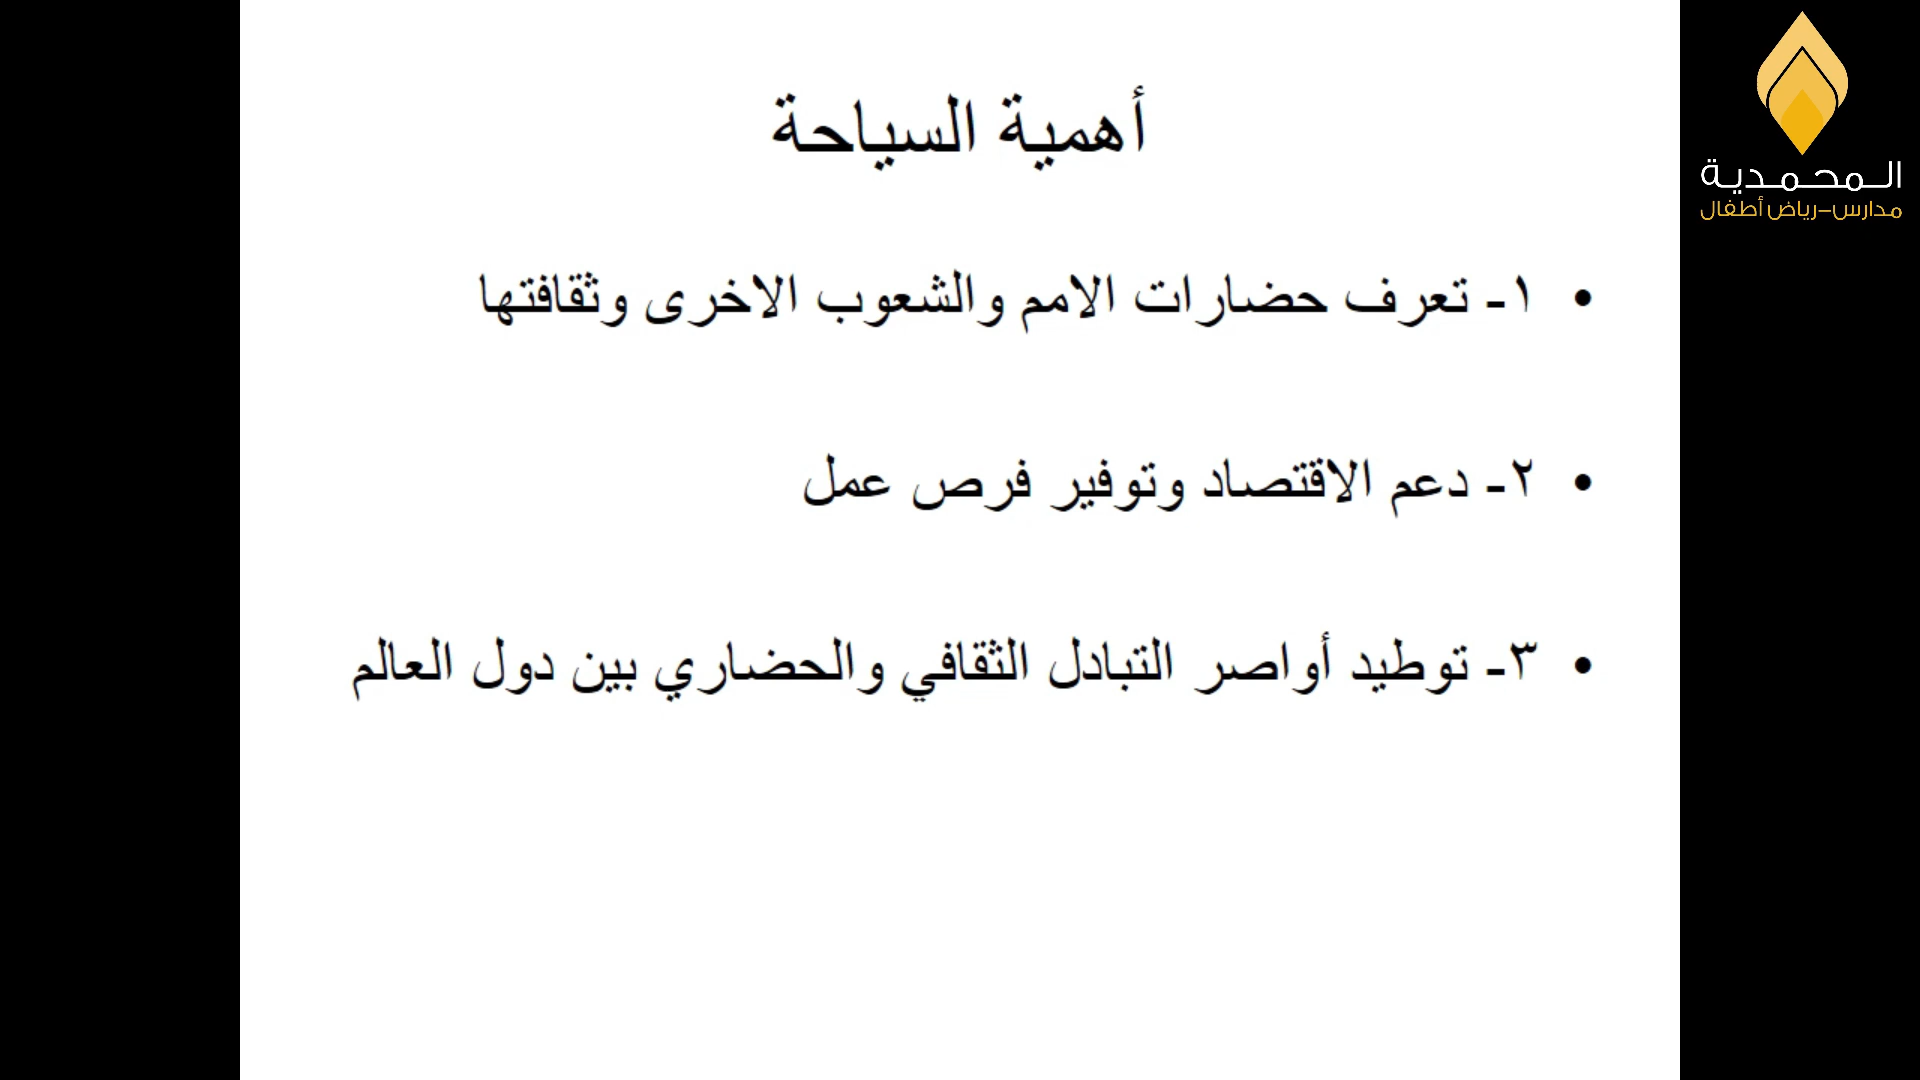 أهمية السياحة
• ١- تعرف حضارات الامم والشعوب الاخرى وثقافتها
• ٢- دعم الاقتصاد وتوفير فرص عمل
• ٣- توطيد أواصر التبادل الثقافي والحضاري بين دول العالم
المحمدية
مدارس-رياض أطفال